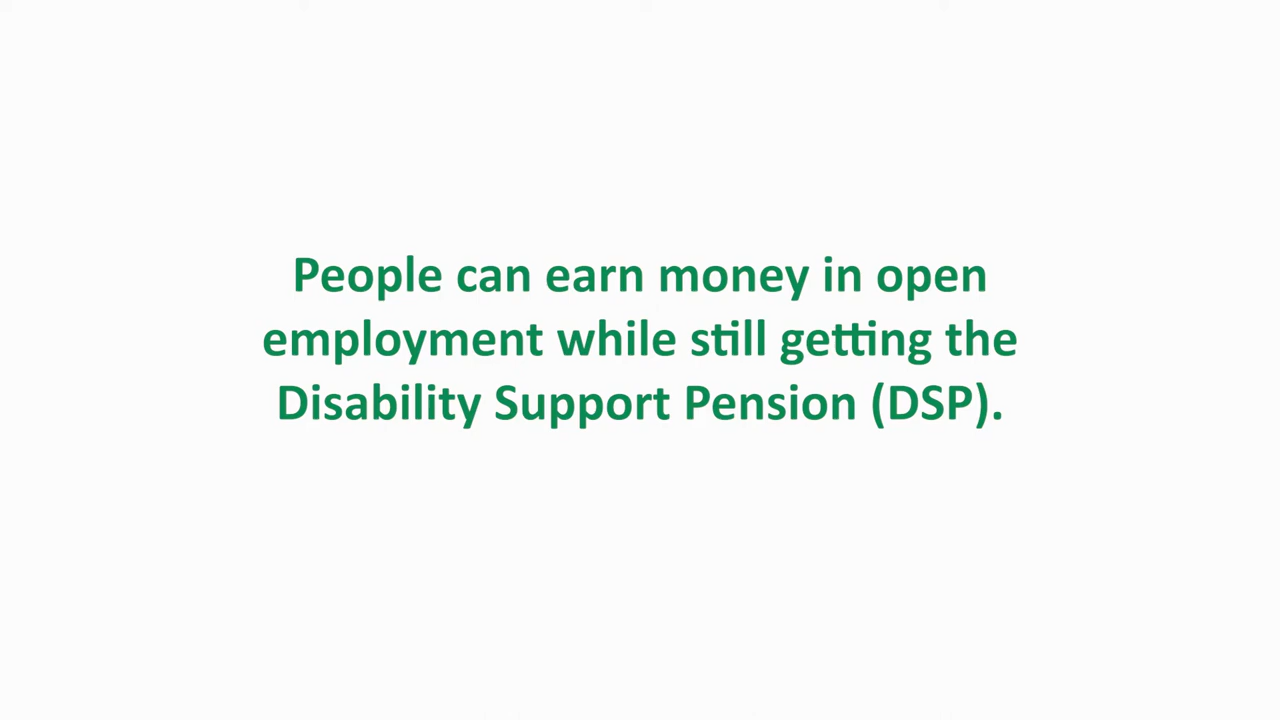 People can earn money in open
employment while still getting the
Disability Support Pension (DSP).